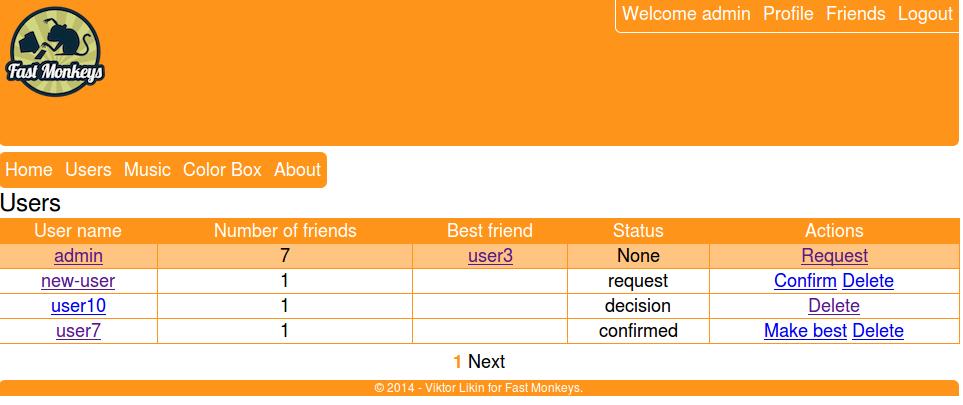 Welcome admin Profile Friends Logout
Fast Monkeys
Home Users Music Color Box About
Users
User name Number of friends Best friend Status Actions
admin 7 user3 None Request
new-user 1 request Confirm Delete
user10 1 decision Delete
user7 1 confirmed Make best Delete
1 Next
© 2014 - Viktor Likin for Fast Monkeys.